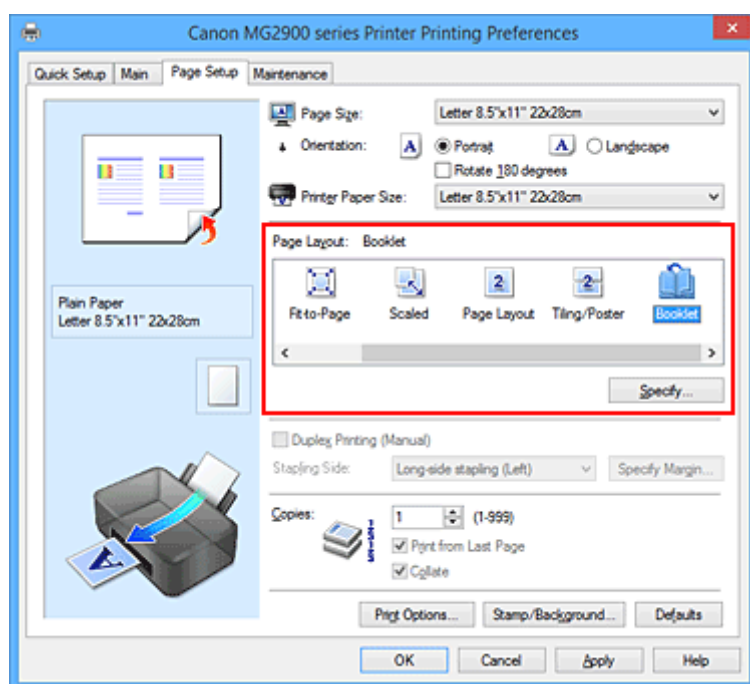 Canon MG2900 series Printer Printing Preferences
Quick Setup Main Page Setup Maintenance
Page Size: Letter 8.5"x11" 22x28cm
Orientation: A Portrait A Landscape
Rotate 180 degrees
Printer Paper Size: Letter 8.5"x11" 22x28cm
Page Layout: Booklet
2 2
Fit-to-Page Scaled Page Layout Tiling/Poster Booklet
Specify...
Plain Paper
Letter 8.5"x11" 22x28cm
Duplex Printing (Manual)
Stapling Side: Long-side stapling (Left) Specify Margin...
Copies: 1 (1-999)
Print from Last Page
Collate
A
Print Options... Stamp/Background... Defaults
OK Cancel Apply Help